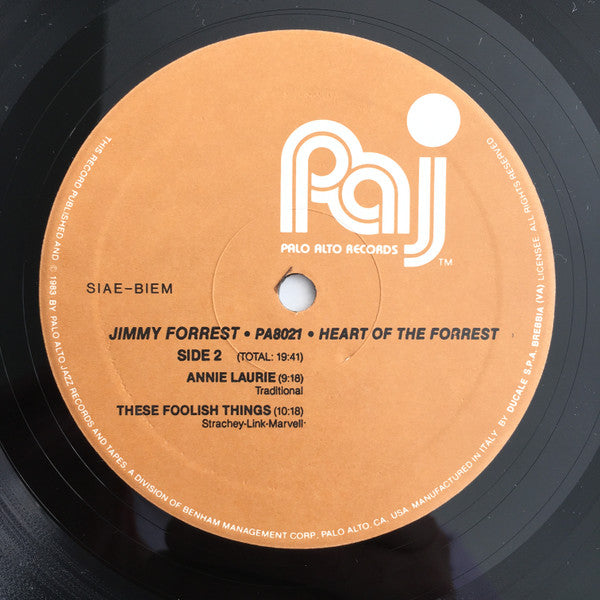 paj
PALO ALTO RECORDS
TM
SIAE-BIEM
JIMMY FORREST • PA8021 • HEART OF THE FORREST
SIDE 2 (TOTAL: 19:41)
ANNIE LAURIE (9:18)
Traditional
THESE FOOLISH THINGS (10:18)
Strachey-Link-Marvell
THIS RECORD PUBLISHED AND © 1983 BY PALO ALTO JAZZ RECORDS AND TAPES, A DIVISION OF BENHAM MANAGEMENT CORP. PALO ALTO, CA. USA. MANUFACTURED IN ITALY BY DUCALE S.P.A. BREBBIA (VA) LICENSEE. ALL RIGHTS RESERVED